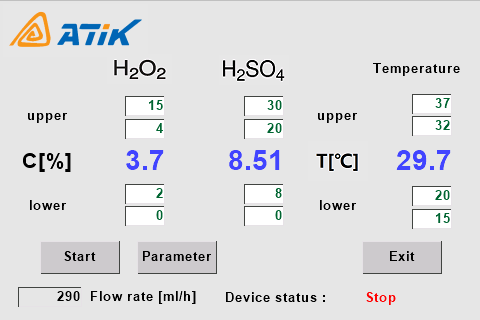 ATiK
H2O2 H2SO4 Temperature
15 30 37
upper upper
4 20 32
C[%] 3.7 8.51 T[℃] 29.7
2 8 20
lower lower
0 0 15
Start Parameter Exit
290 Flow rate [ml/h] Device status : Stop